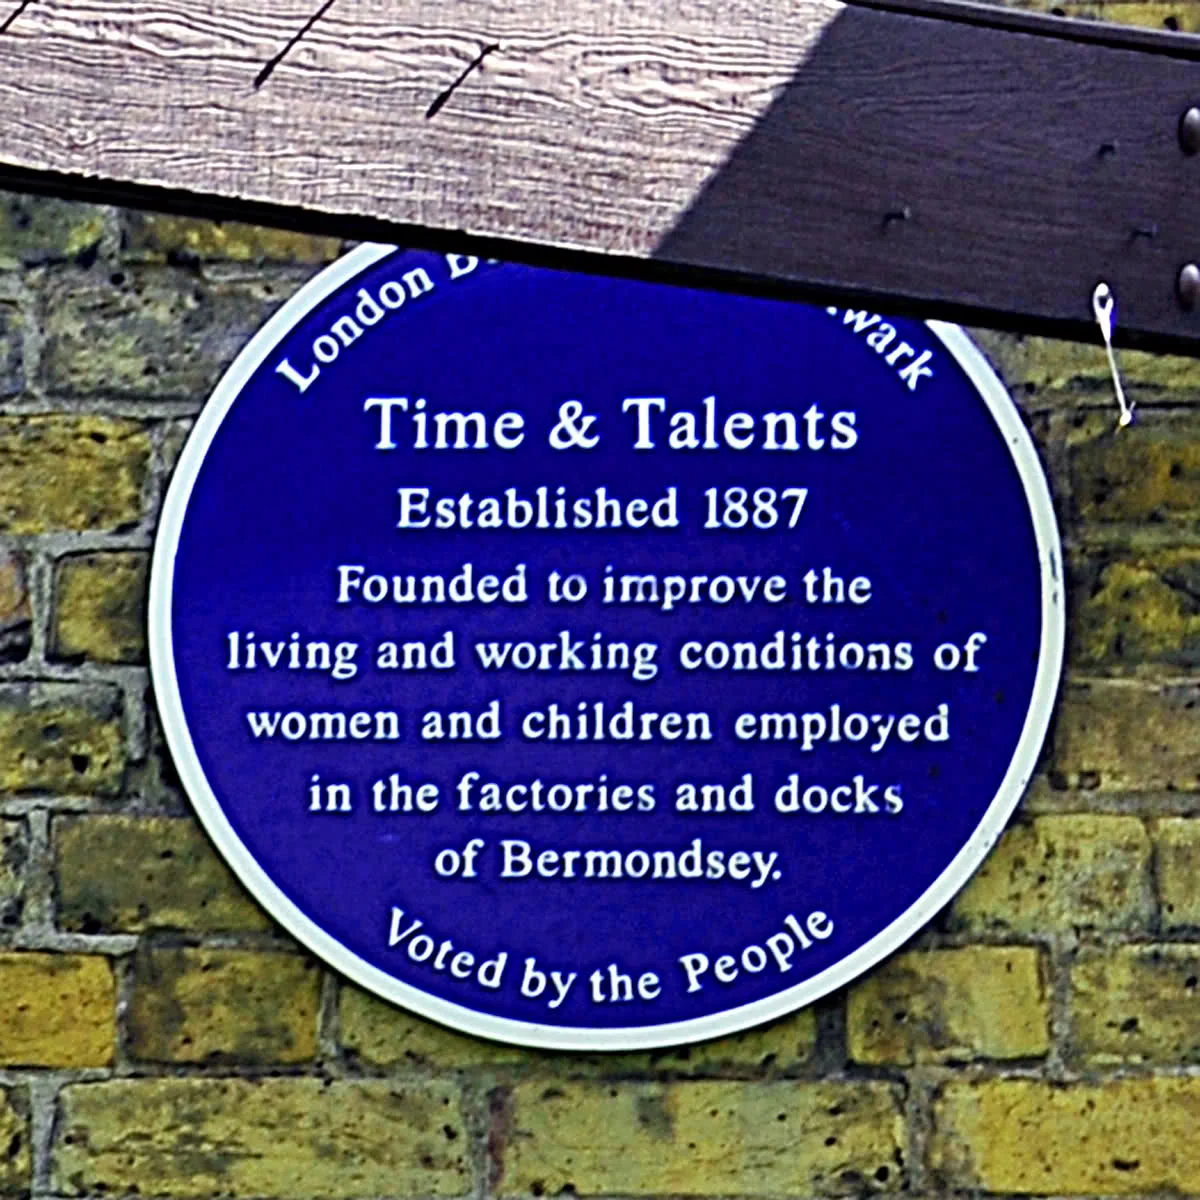 London
Time & Talents
Established 1887
Founded to improve the
living and working conditions of
women and children employed
in the factories and docks
of Bermondsey.
Voted by the People